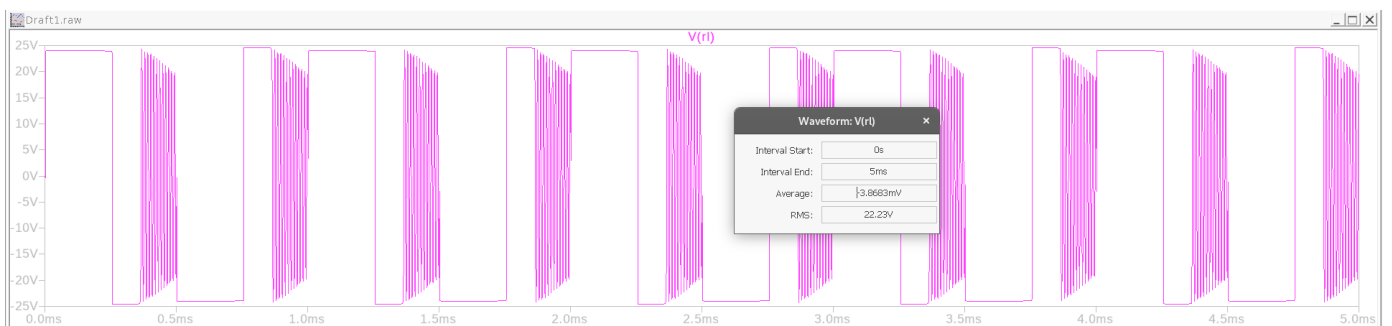 Draft1.raw
V(rl)
25V
20V
15V
10V
5V
0V
-5V
-10V
-15V
-20V
-25V
Waveform: V(rl) ×
Interval Start: 0s
Interval End: 5ms
Average: -3.8683mV
RMS: 22.23V
0.0ms 0.5ms 1.0ms 1.5ms 2.0ms 2.5ms 3.0ms 3.5ms 4.0ms 4.5ms 5.0ms